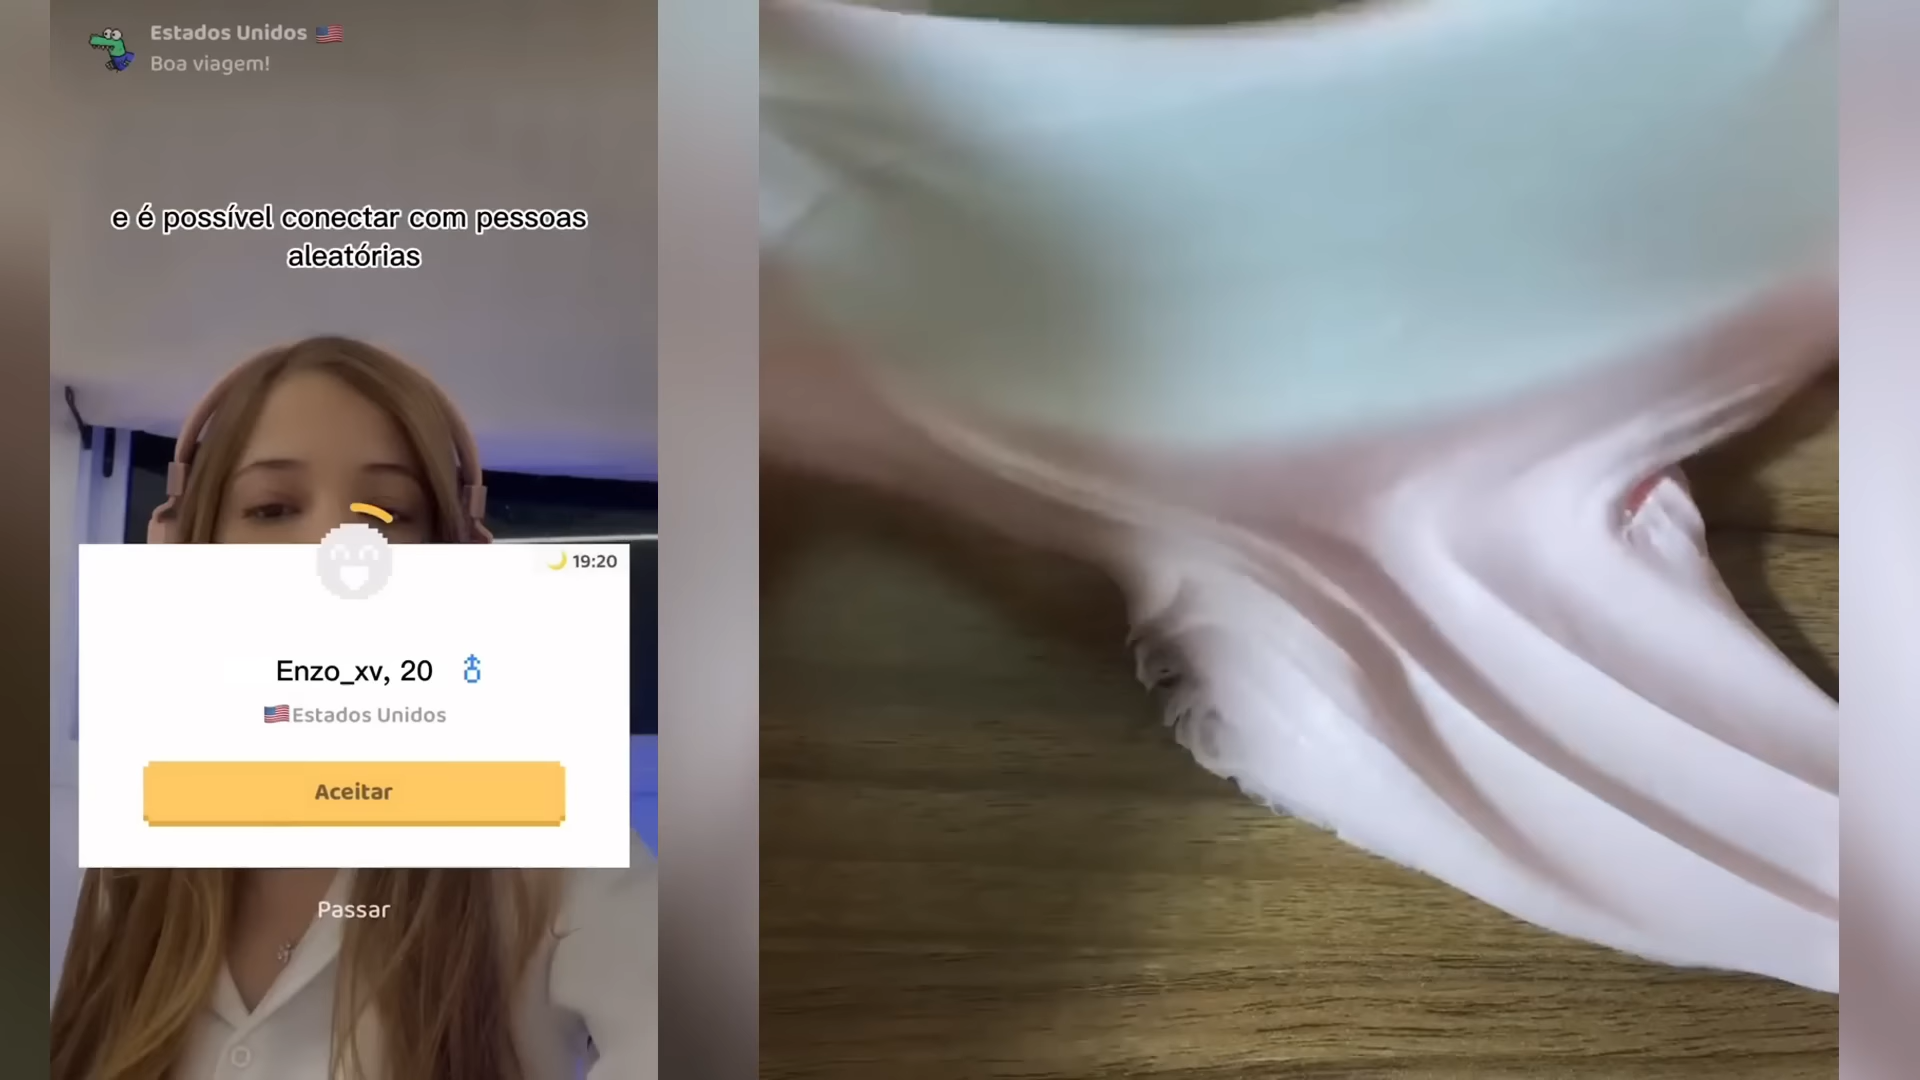 Estados Unidos 🇺🇸
Boa viagem!
e é possível conectar com pessoas
aleatórias
19:20
Enzo_xv, 20
🇺🇸Estados Unidos
Aceitar
Passar